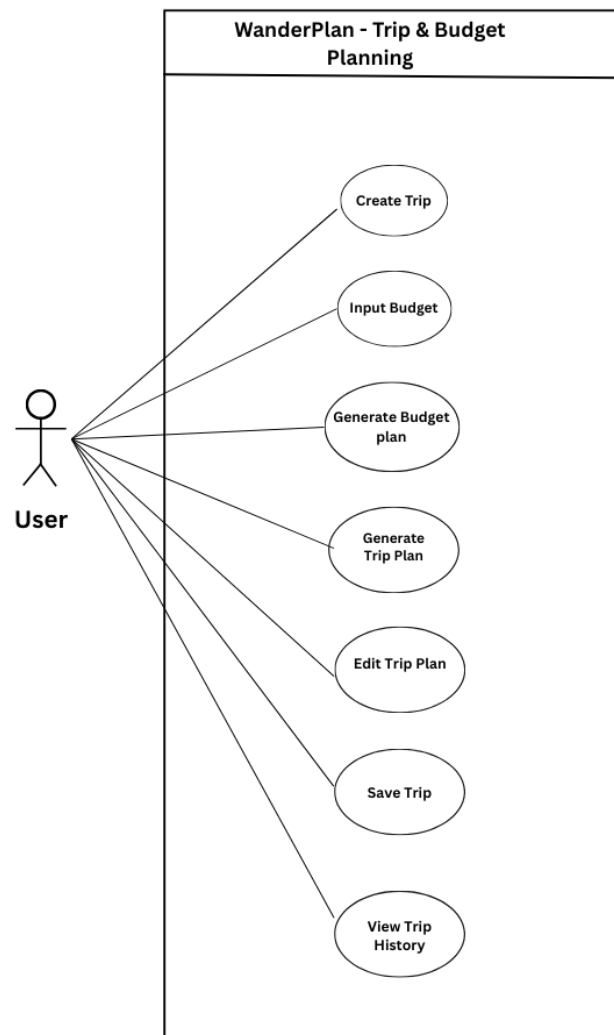 WanderPlan - Trip & Budget
Planning
Create Trip
Input Budget
Generate Budget
plan
User
Generate
Trip Plan
Edit Trip Plan
Save Trip
View Trip
History